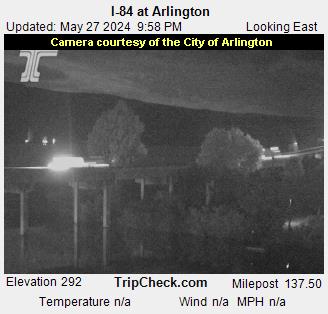 I-84 at Arlington
Updated: May 27 2024 9:58 PM Looking East
Camera courtesy of the City of Arlington
Elevation 292 TripCheck.com Milepost 137.50
Temperature n/a Wind n/a MPH n/a